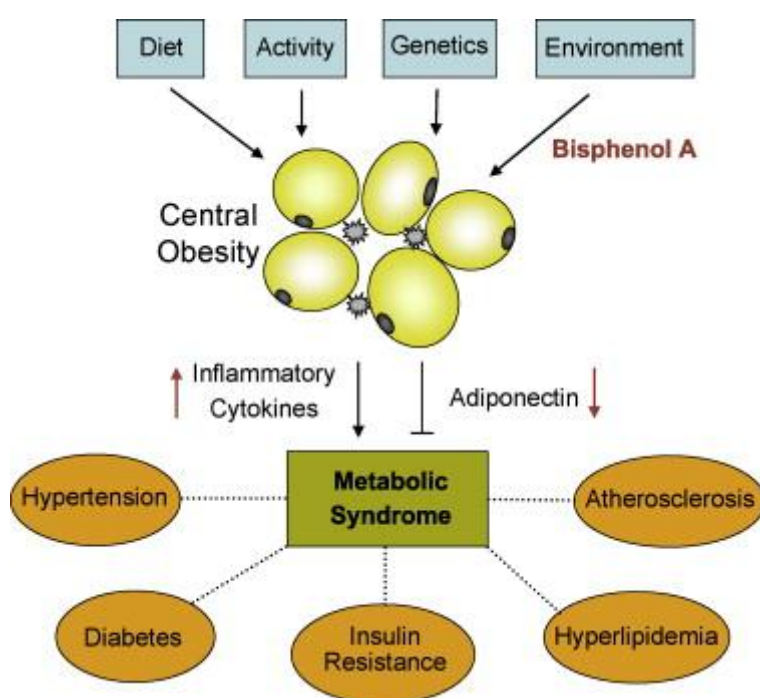 Diet
Activity
Genetics
Environment
Bisphenol A
Central
Obesity
Inflammatory
Cytokines
Adiponectin
Metabolic
Syndrome
Hypertension
Atherosclerosis
Diabetes
Insulin
Resistance
Hyperlipidemia